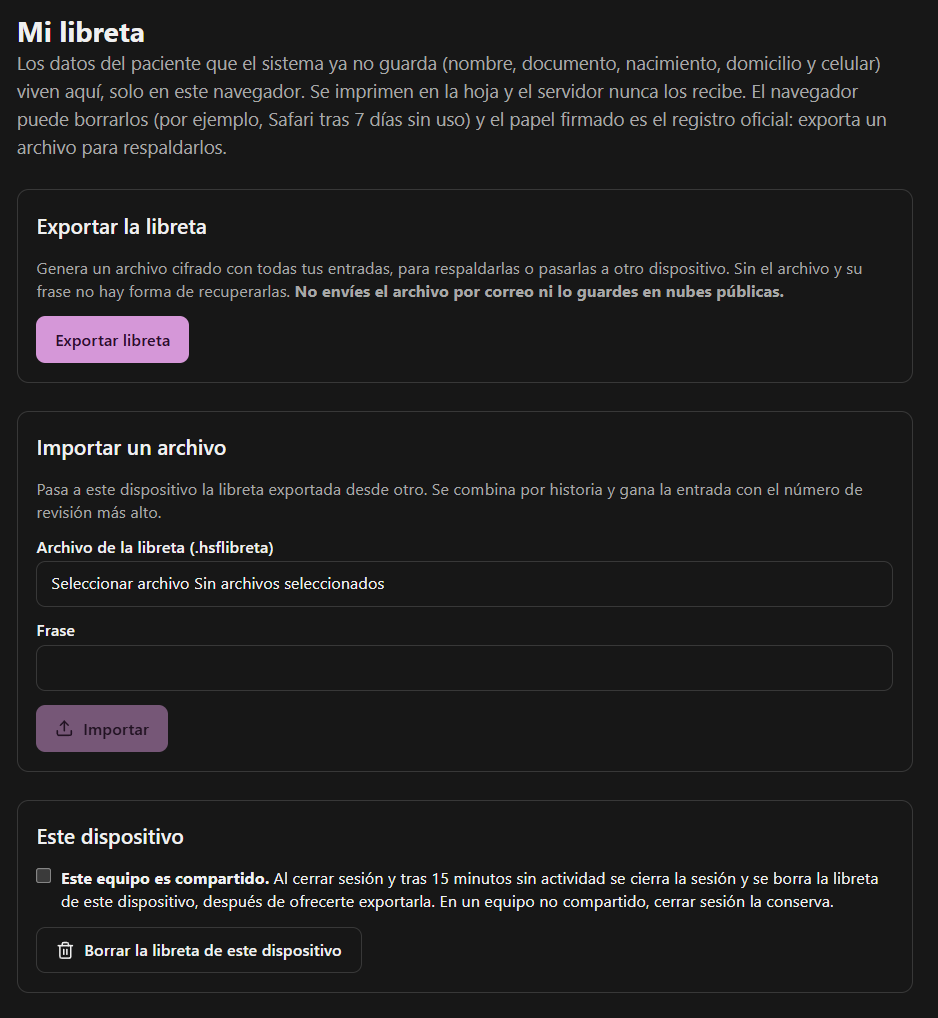 Mi libreta
Los datos del paciente que el sistema ya no guarda (nombre, documento, nacimiento, domicilio y celular)
viven aquí, solo en este navegador. Se imprimen en la hoja y el servidor nunca los recibe. El navegador
puede borrarlos (por ejemplo, Safari tras 7 días sin uso) y el papel firmado es el registro oficial: exporta un
archivo para respaldarlos.
Exportar la libreta
Genera un archivo cifrado con todas tus entradas, para respaldarlas o pasarlas a otro dispositivo. Sin el archivo y su
frase no hay forma de recuperarlas. No envíes el archivo por correo ni lo guardes en nubes públicas.
Exportar libreta
Importar un archivo
Pasa a este dispositivo la libreta exportada desde otro. Se combina por historia y gana la entrada con el número de
revisión más alto.
Archivo de la libreta (.hsflibreta)
Seleccionar archivo Sin archivos seleccionados
Frase
Importar
Este dispositivo
Este equipo es compartido. Al cerrar sesión y tras 15 minutos sin actividad se cierra la sesión y se borra la libreta
de este dispositivo, después de ofrecerte exportarla. En un equipo no compartido, cerrar sesión la conserva.
Borrar la libreta de este dispositivo